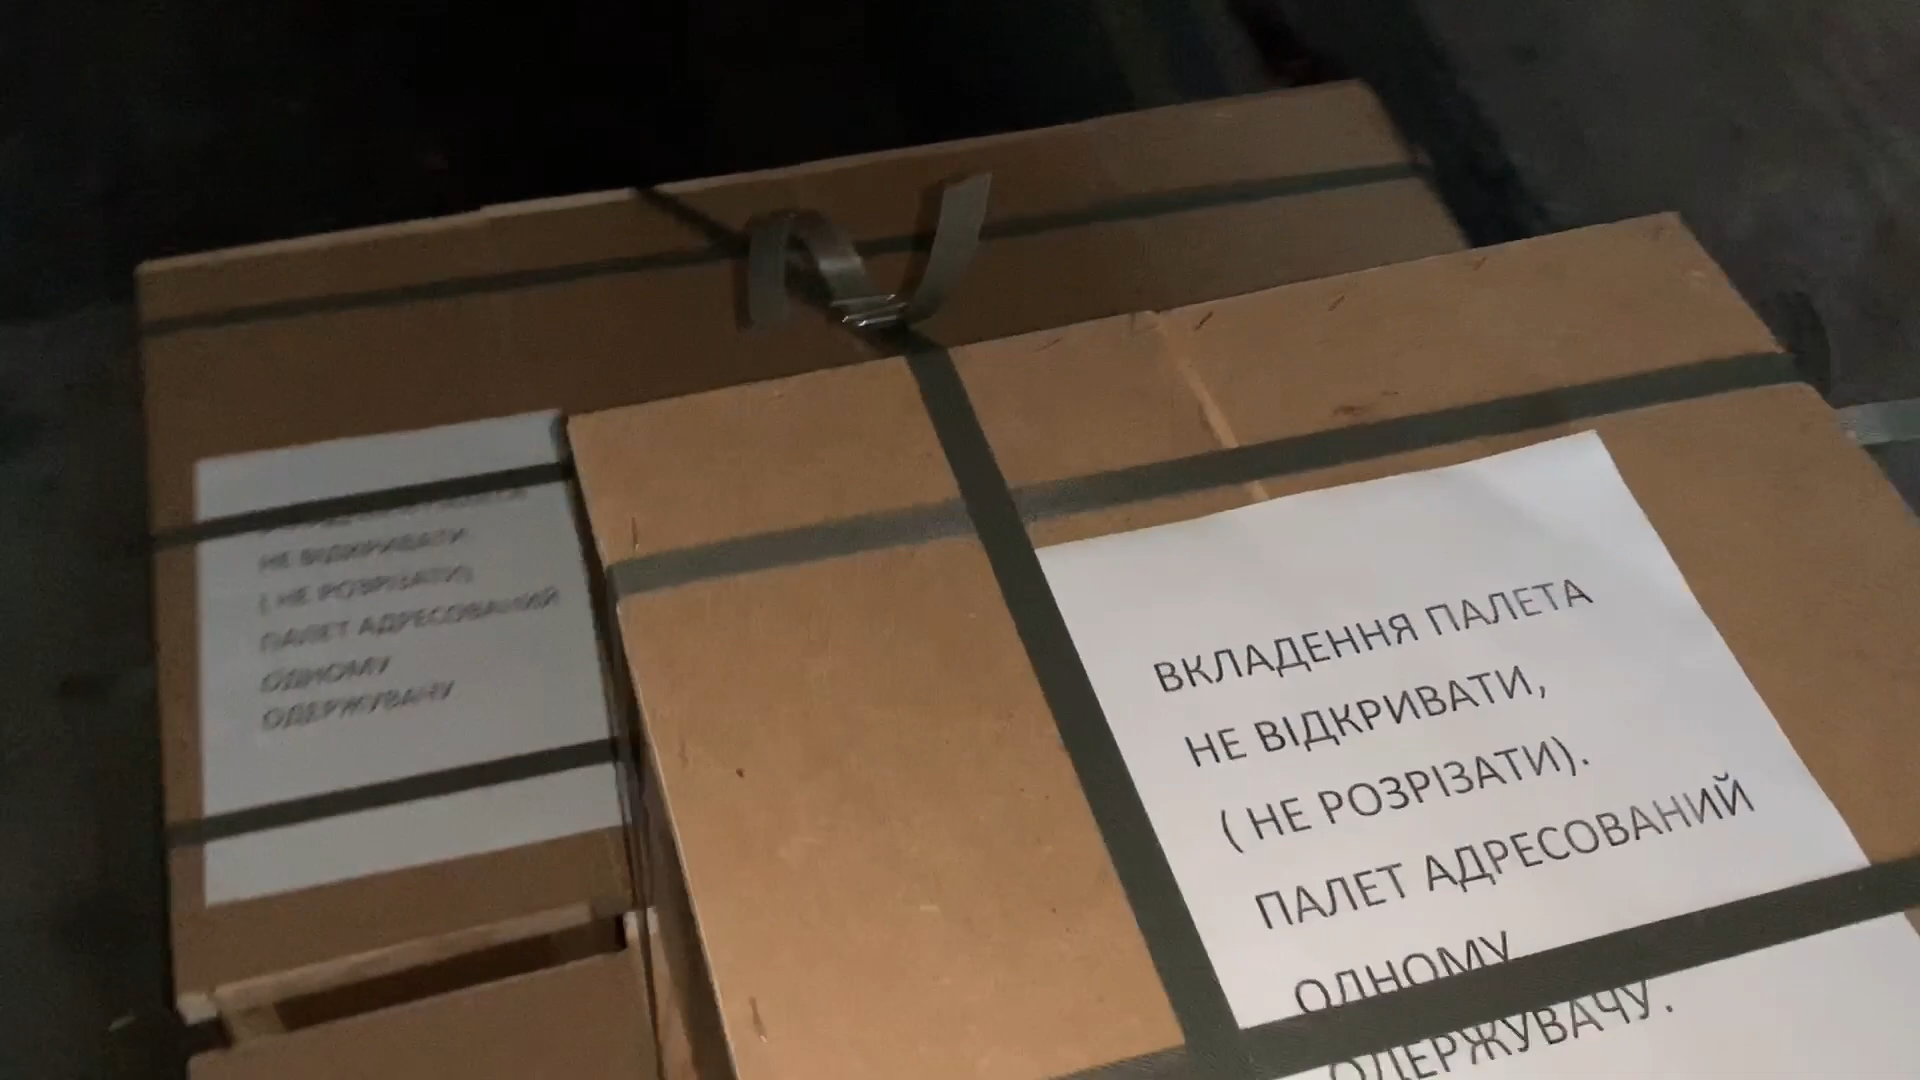 НЕ ВІДКРИВАТИ
( НЕ РОЗРІЗАТИ)
ПАЛЕТ АДРЕСОВАНИЙ
ОДНОМУ
ОДЕРЖУВАЧУ
ВКЛАДЕННЯ ПАЛЕТА
НЕ ВІДКРИВАТИ,
( НЕ РОЗРІЗАТИ).
ПАЛЕТ АДРЕСОВАНИЙ
ОДНОМУ
ОДЕРЖУВАЧУ.